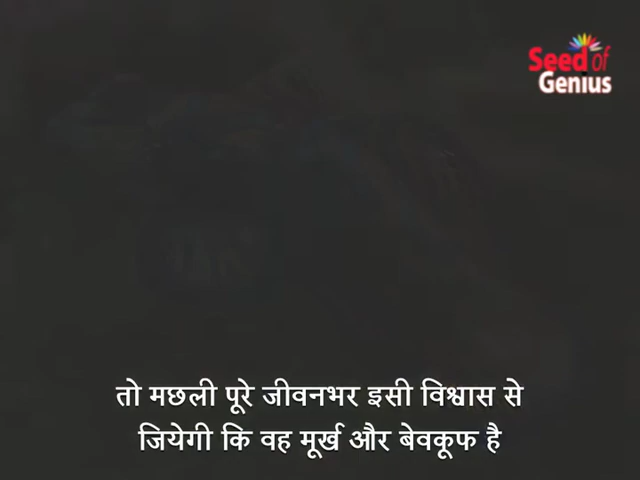 Seed of
Genius
तो मछली पूरे जीवनभर इसी विश्वास से
जियेगी कि वह मूर्ख और बेवकूफ है